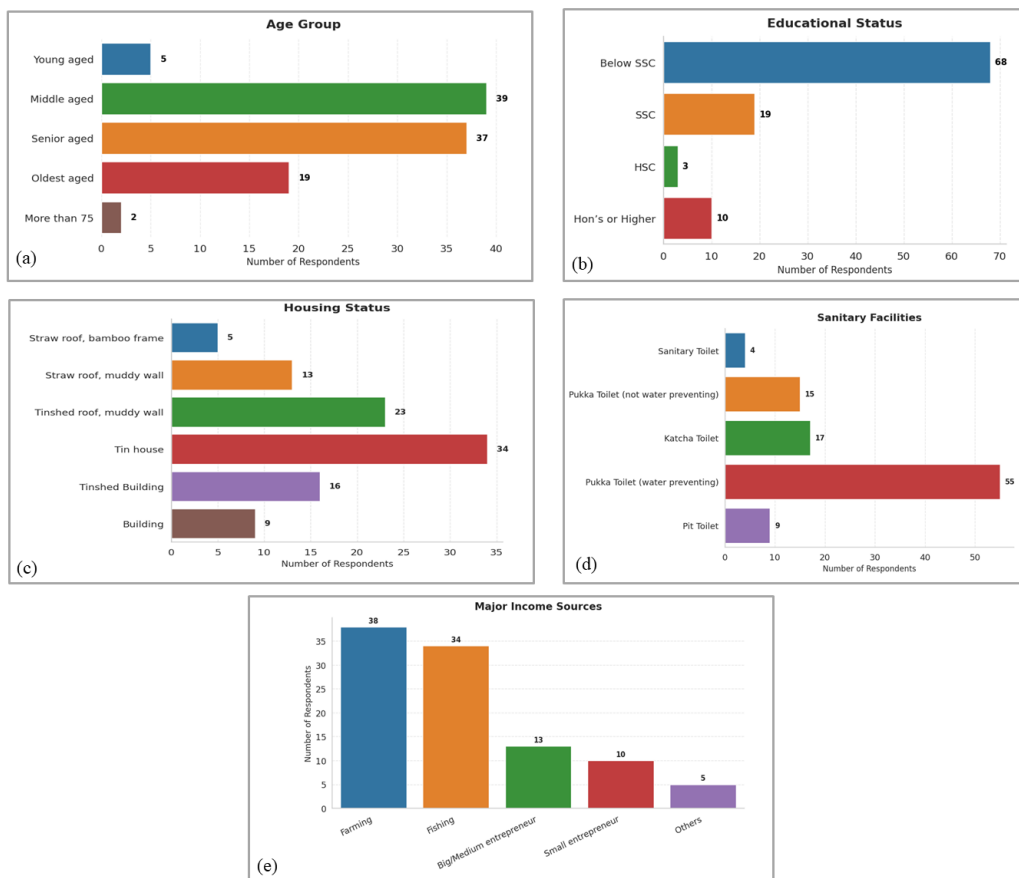 Age Group
Young aged 5
Middle aged 39
Senior aged 37
Oldest aged 19
More than 75 2
0 5 10 15 20 25 30 35 40
Number of Respondents
(a)
Educational Status
Below SSC 68
SSC 19
HSC 3
Hon's or Higher 10
0 10 20 30 40 50 60 70
Number of Respondents
(b)
Housing Status
Straw roof, bamboo frame 5
Straw roof, muddy wall 13
Tinshed roof, muddy wall 23
Tin house 34
Tinshed Building 16
Building 9
0 5 10 15 20 25 30 35
Number of Respondents
(c)
Sanitary Facilities
Sanitary Toilet 4
Pukka Toilet (not water preventing) 15
Katcha Toilet 17
Pukka Toilet (water preventing) 55
Pit Toilet 9
0 10 20 30 40 50
Number of Respondents
(d)
Major Income Sources
Number of Respondents
35
30
25
20
15
10
5
0
38 34 13 10 5
Farming Fishing Big/Medium entrepreneur Small entrepreneur Others
(e)